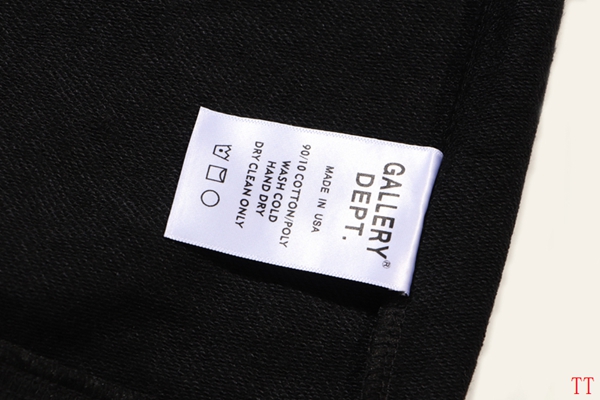 GALLERY®
DEPT.
MADE IN USA
90/10 COTTON/POLY
WASH COLD
HAND DRY
DRY CLEAN ONLY
TT